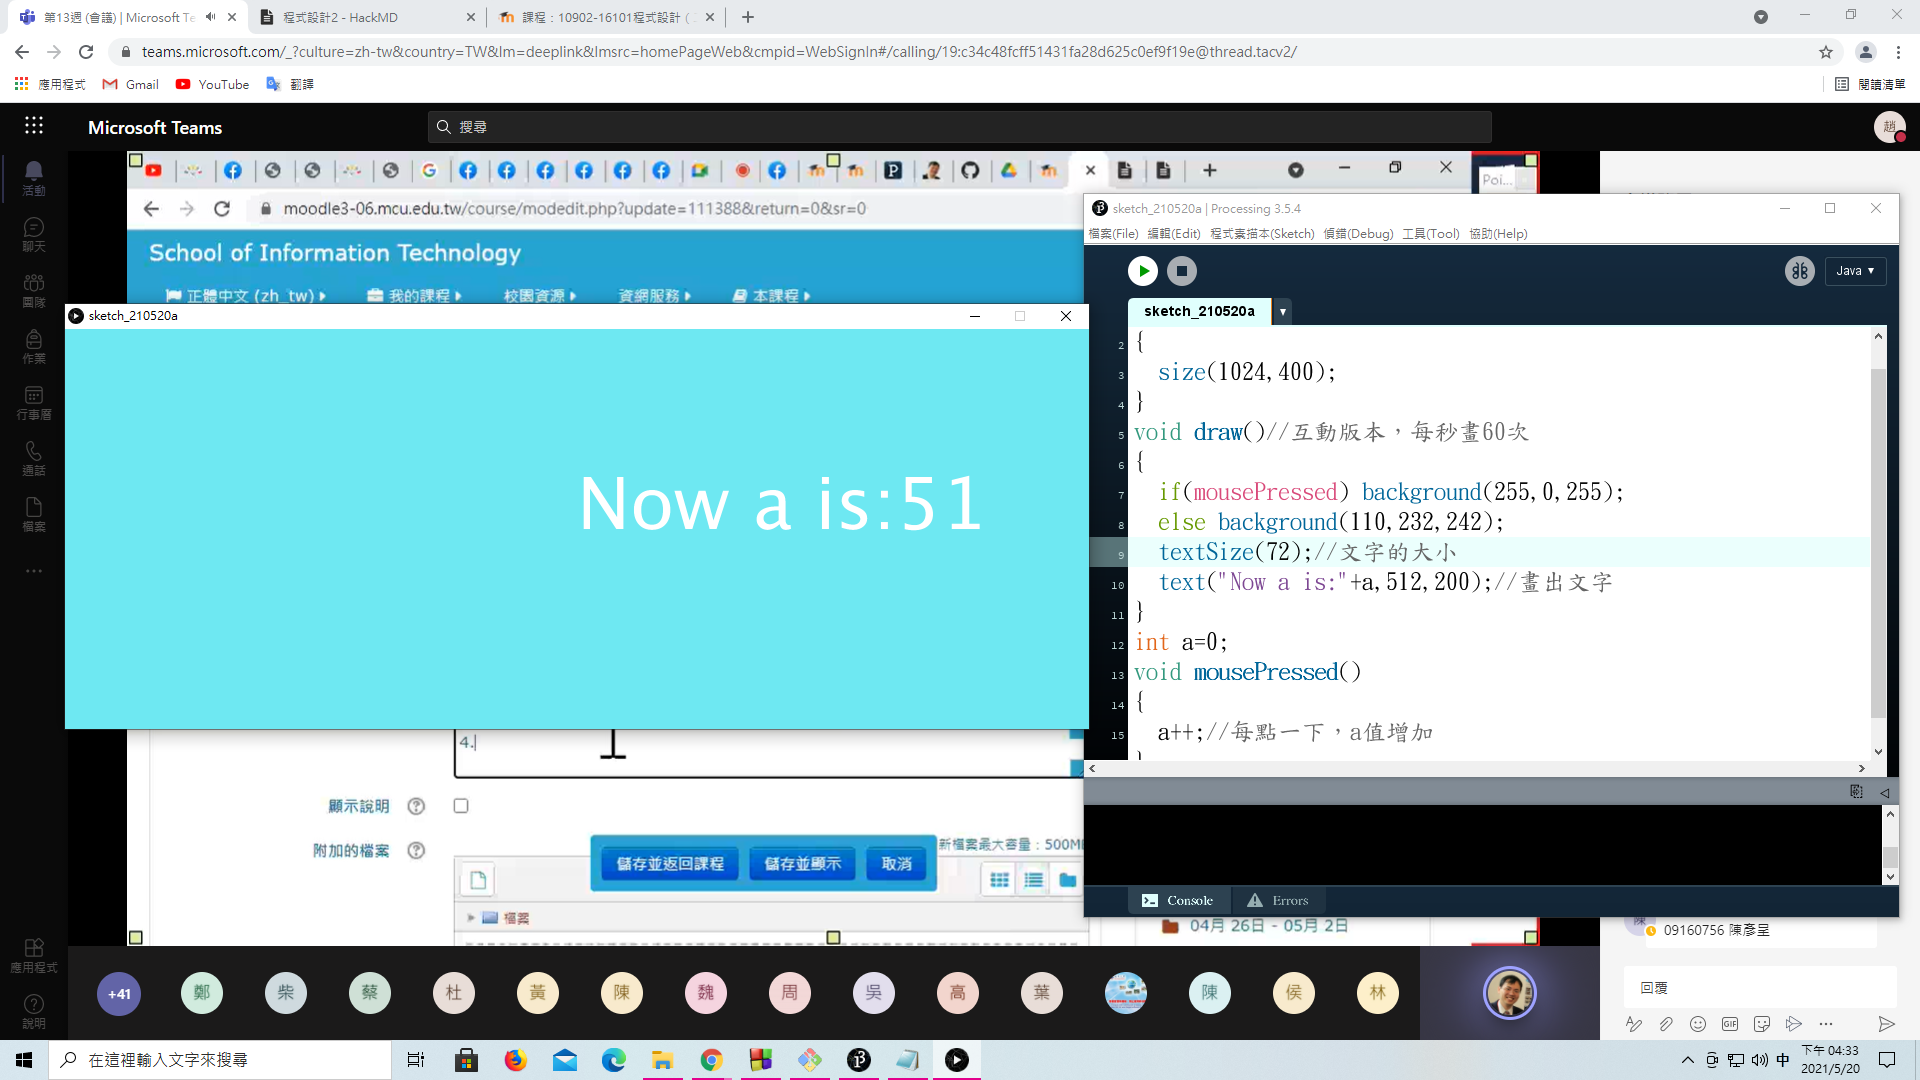 第13週 (會議) | Microsoft Te
程式設計2 - HackMD
課程：10902-16101程式設計 (
teams.microsoft.com/_?culture=zh-tw&country=TW&lm=deeplink&lmsrc=homePageWeb&cmpid=WebSignIn#/calling/19:c34c48fcff51431fa28d625c0ef9f19e@thread.tacv2/
應用程式
Gmail
YouTube
翻譯
閱讀清單
Microsoft Teams
搜尋
趙
活動
聊天
團隊
作業
行事曆
通話
檔案
應用程式
說明
Poi...
moodle3-06.mcu.edu.tw/course/modedit.php?update=111388&return=0&sr=0
School of Information Technology
正體中文 (zh_tw)
我的課程
校園資源
資網服務
本課程
sketch_210520a
Now a is:51
4.
顯示說明
附加的檔案
新檔案最大容量：500M
儲存並返回課程
儲存並顯示
取消
檔案
04月 26日 - 05月 2日
sketch_210520a | Processing 3.5.4
檔案(File) 編輯(Edit) 程式素描本(Sketch) 偵錯(Debug) 工具(Tool) 協助(Help)
Java
sketch_210520a
2 {
3 size(1024,400);
4 }
5 void draw()//互動版本，每秒畫60次
6 {
7 if(mousePressed) background(255,0,255);
8 else background(110,232,242);
9 textSize(72);//文字的大小
10 text("Now a is:"+a,512,200);//畫出文字
11 }
12 int a=0;
13 void mousePressed()
14 {
15 a++;//每點一下，a值增加
}
Console
Errors
陳
09160756 陳彥呈
回覆
GIF
+41
鄭
柴
蔡
杜
黃
陳
魏
周
吳
高
葉
陳
侯
林
在這裡輸入文字來搜尋
中
下午 04:33
2021/5/20